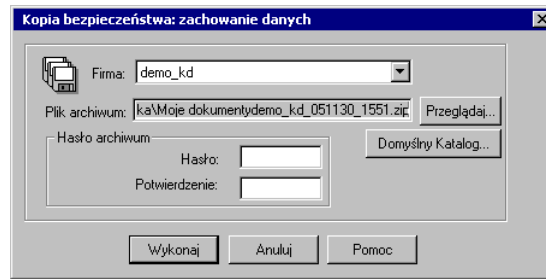 Kopia bezpieczeństwa: zachowanie danych
Firma: demo_kd
Plik archiwum: ka\Moje dokumentydemo_kd_051130_1551.zip Przeglądaj...
Hasło archiwum
Domyślny Katalog...
Hasło:
Potwierdzenie:
Wykonaj Anuluj Pomoc